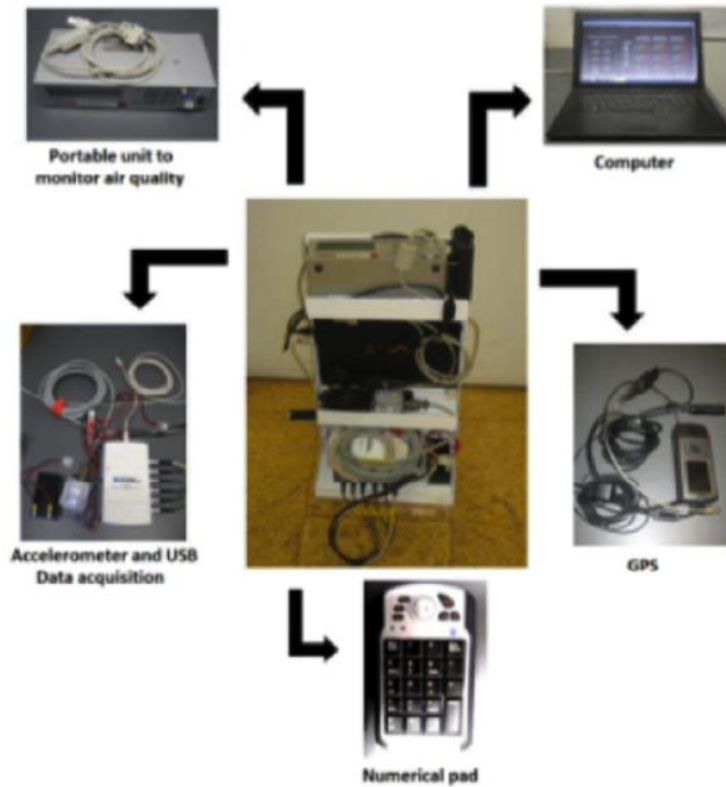 Portable unit to
monitor air quality
Computer
Accelerometer and USB
Data acquisition
GPS
Numerical pad